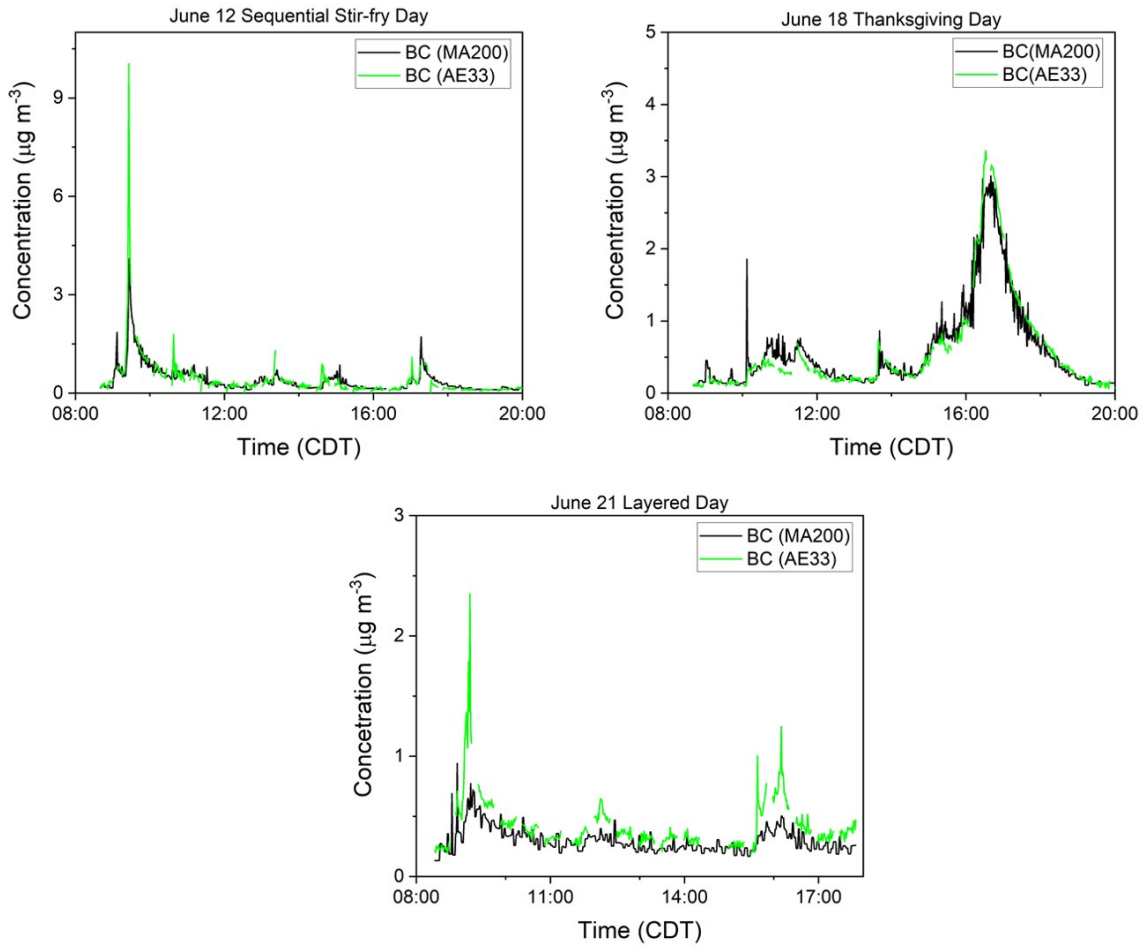 June 12 Sequential Stir-fry Day
BC (MA200)
BC (AE33)
Concentration (μg m-3)
9
6
3
0
08:00 12:00 16:00 20:00
Time (CDT)
June 18 Thanksgiving Day
BC(MA200)
BC(AE33)
Concentration (μg m-3)
5
4
3
2
1
0
08:00 12:00 16:00 20:00
Time (CDT)
June 21 Layered Day
BC (MA200)
BC (AE33)
Concetration (μg m-3)
3
2
1
0
08:00 11:00 14:00 17:00
Time (CDT)